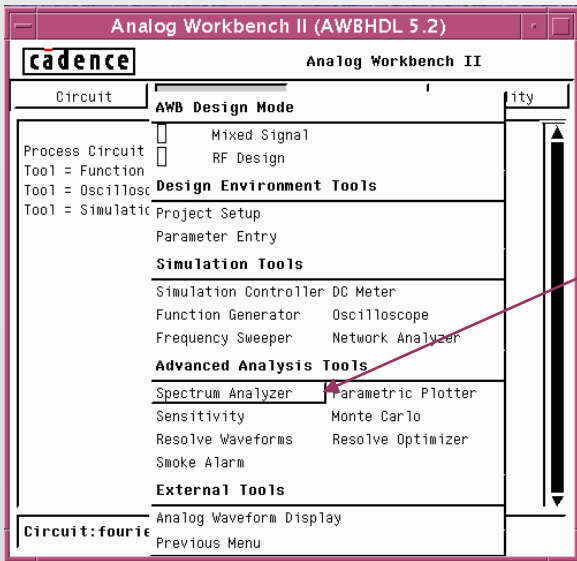 Analog Workbench II (AWBHDL 5.2)
cādence Analog Workbench II
Circuit ity
AWB Design Mode
Mixed Signal
RF Design
Process Circuit
Tool = Function
Tool = Oscillosc
Tool = Simulatio
Design Environment Tools
Project Setup
Parameter Entry
Simulation Tools
Simulation Controller DC Meter
Function Generator Oscilloscope
Frequency Sweeper Network Analyzer
Advanced Analysis Tools
Spectrum Analyzer Parametric Plotter
Sensitivity Monte Carlo
Resolve Waveforms Resolve Optimizer
Smoke Alarm
External Tools
Analog Waveform Display
Previous Menu
Circuit:fourie